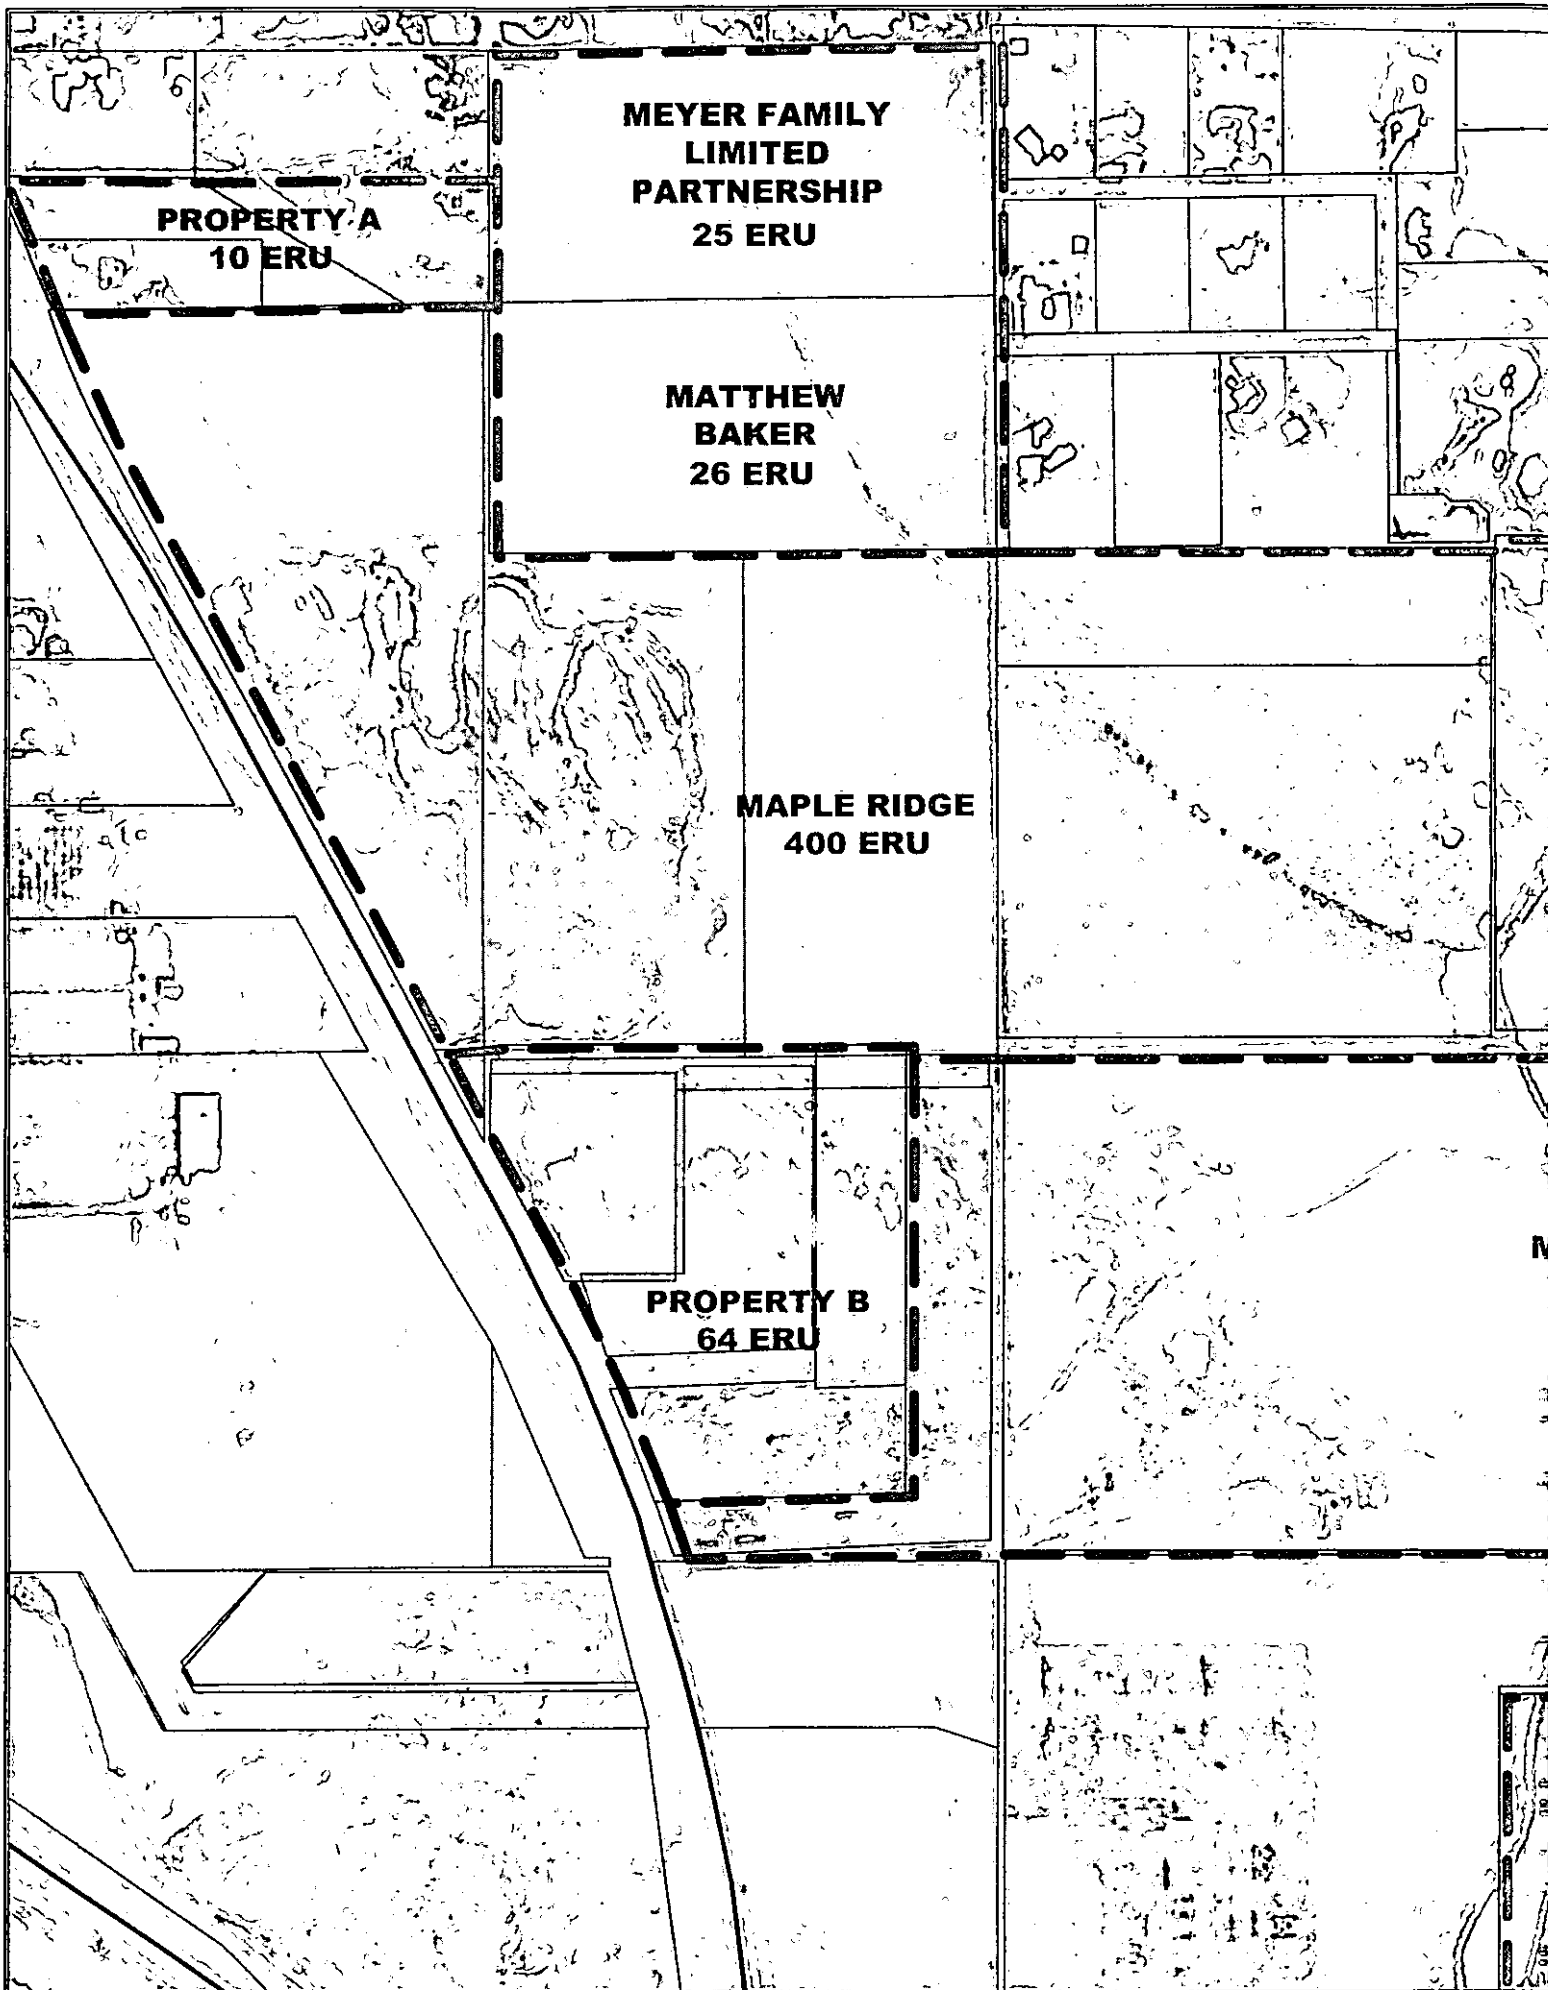 MEYER FAMILY
LIMITED
PARTNERSHIP
25 ERU
PROPERTY A
10 ERU
MATTHEW
BAKER
26 ERU
MAPLE RIDGE
400 ERU
PROPERTY B
64 ERU